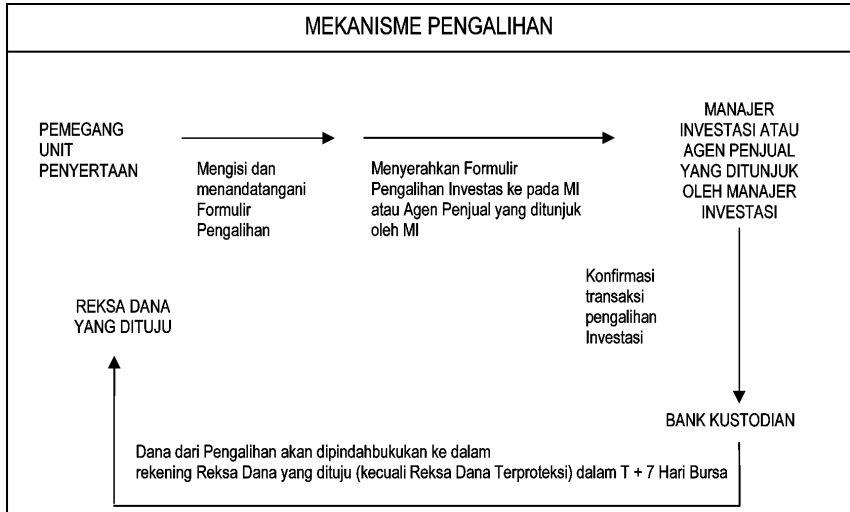 MEKANISME PENGALIHAN
PEMEGANG
UNIT
PENYERTAAN
Mengisi dan
menandatangani
Formulir
Pengalihan
Menyerahkan Formulir
Pengalihan Investas ke pada MI
atau Agen Penjual yang ditunjuk
oleh MI
MANAJER
INVESTASI ATAU
AGEN PENJUAL
YANG DITUNJUK
OLEH MANAJER
INVESTASI
Konfirmasi
transaksi
pengalihan
Investasi
REKSA DANA
YANG DITUJU
BANK KUSTODIAN
Dana dari Pengalihan akan dipindahbukukan ke dalam
rekening Reksa Dana yang dituju (kecuali Reksa Dana Terproteksi) dalam T + 7 Hari Bursa